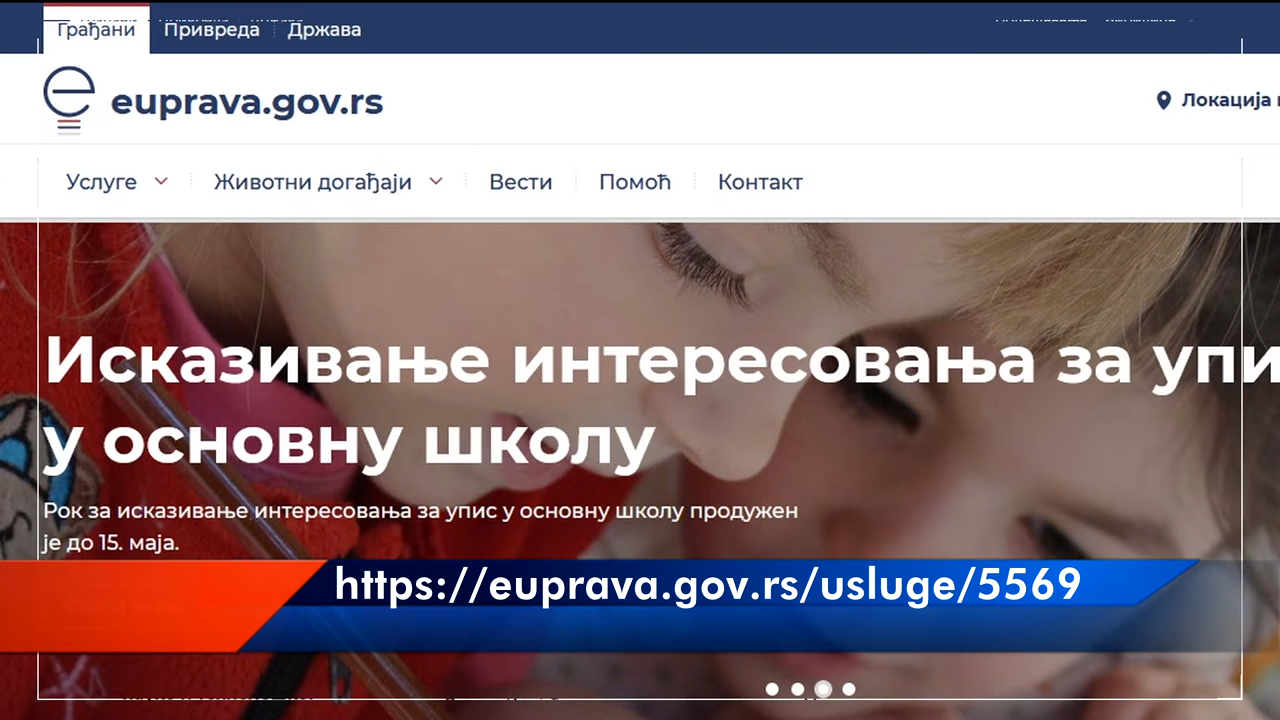 Грађани Привреда Држава
euprava.gov.rs
Локација
Услуге Животни догађаји Вести Помоћ Контакт
Исказивање интересовања за упи
у основну школу
Рок за исказивање интересовања за упис у основну школу продужен
је до 15. маја.
https://euprava.gov.rs/usluge/5569